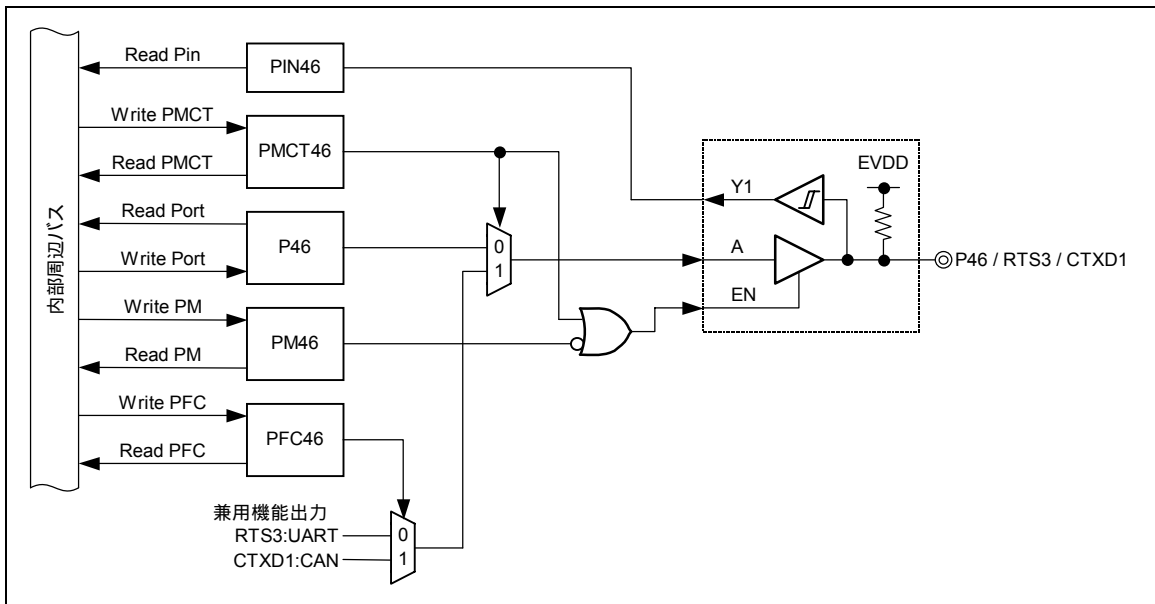 内部周辺バス
Read Pin
PIN46
Write PMCT
Read PMCT
PMCT46
Read Port
Write Port
P46
Write PM
Read PM
PM46
Write PFC
Read PFC
PFC46
兼用機能出力
RTS3:UART
CTXD1:CAN
0
1
0
1
EVDD
Y1
A
EN
P46 / RTS3 / CTXD1